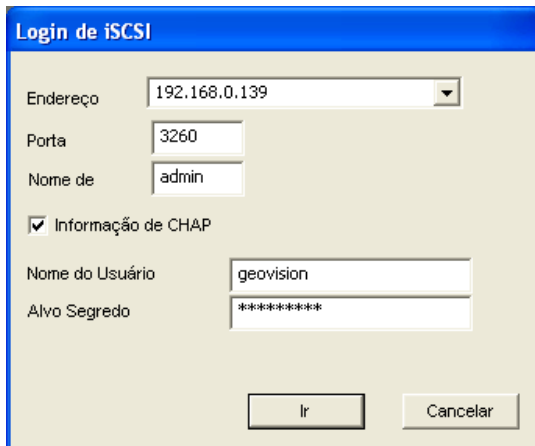 Login de iSCSI
Endereço 192.168.0.139
Porta 3260
Nome de admin
Informação de CHAP
Nome do Usuário geovision
Alvo Segredo *********
Ir Cancelar